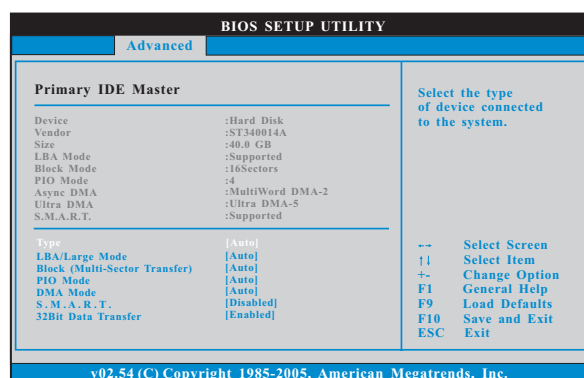 BIOS SETUP UTILITY
Advanced
Primary IDE Master
Device :Hard Disk
Vendor :ST340014A
Size :40.0 GB
LBA Mode :Supported
Block Mode :16Sectors
PIO Mode :4
Async DMA :MultiWord DMA-2
Ultra DMA :Ultra DMA-5
S.M.A.R.T. :Supported
Type [Auto]
LBA/Large Mode [Auto]
Block (Multi-Sector Transfer) [Auto]
PIO Mode [Auto]
DMA Mode [Auto]
S.M.A.R.T. [Disabled]
32Bit Data Transfer [Enabled]
Select the type
of device connected
to the system.
←→ Select Screen
↑↓ Select Item
+- Change Option
F1 General Help
F9 Load Defaults
F10 Save and Exit
ESC Exit
v02.54 (C) Copyright 1985-2005, American Megatrends, Inc.